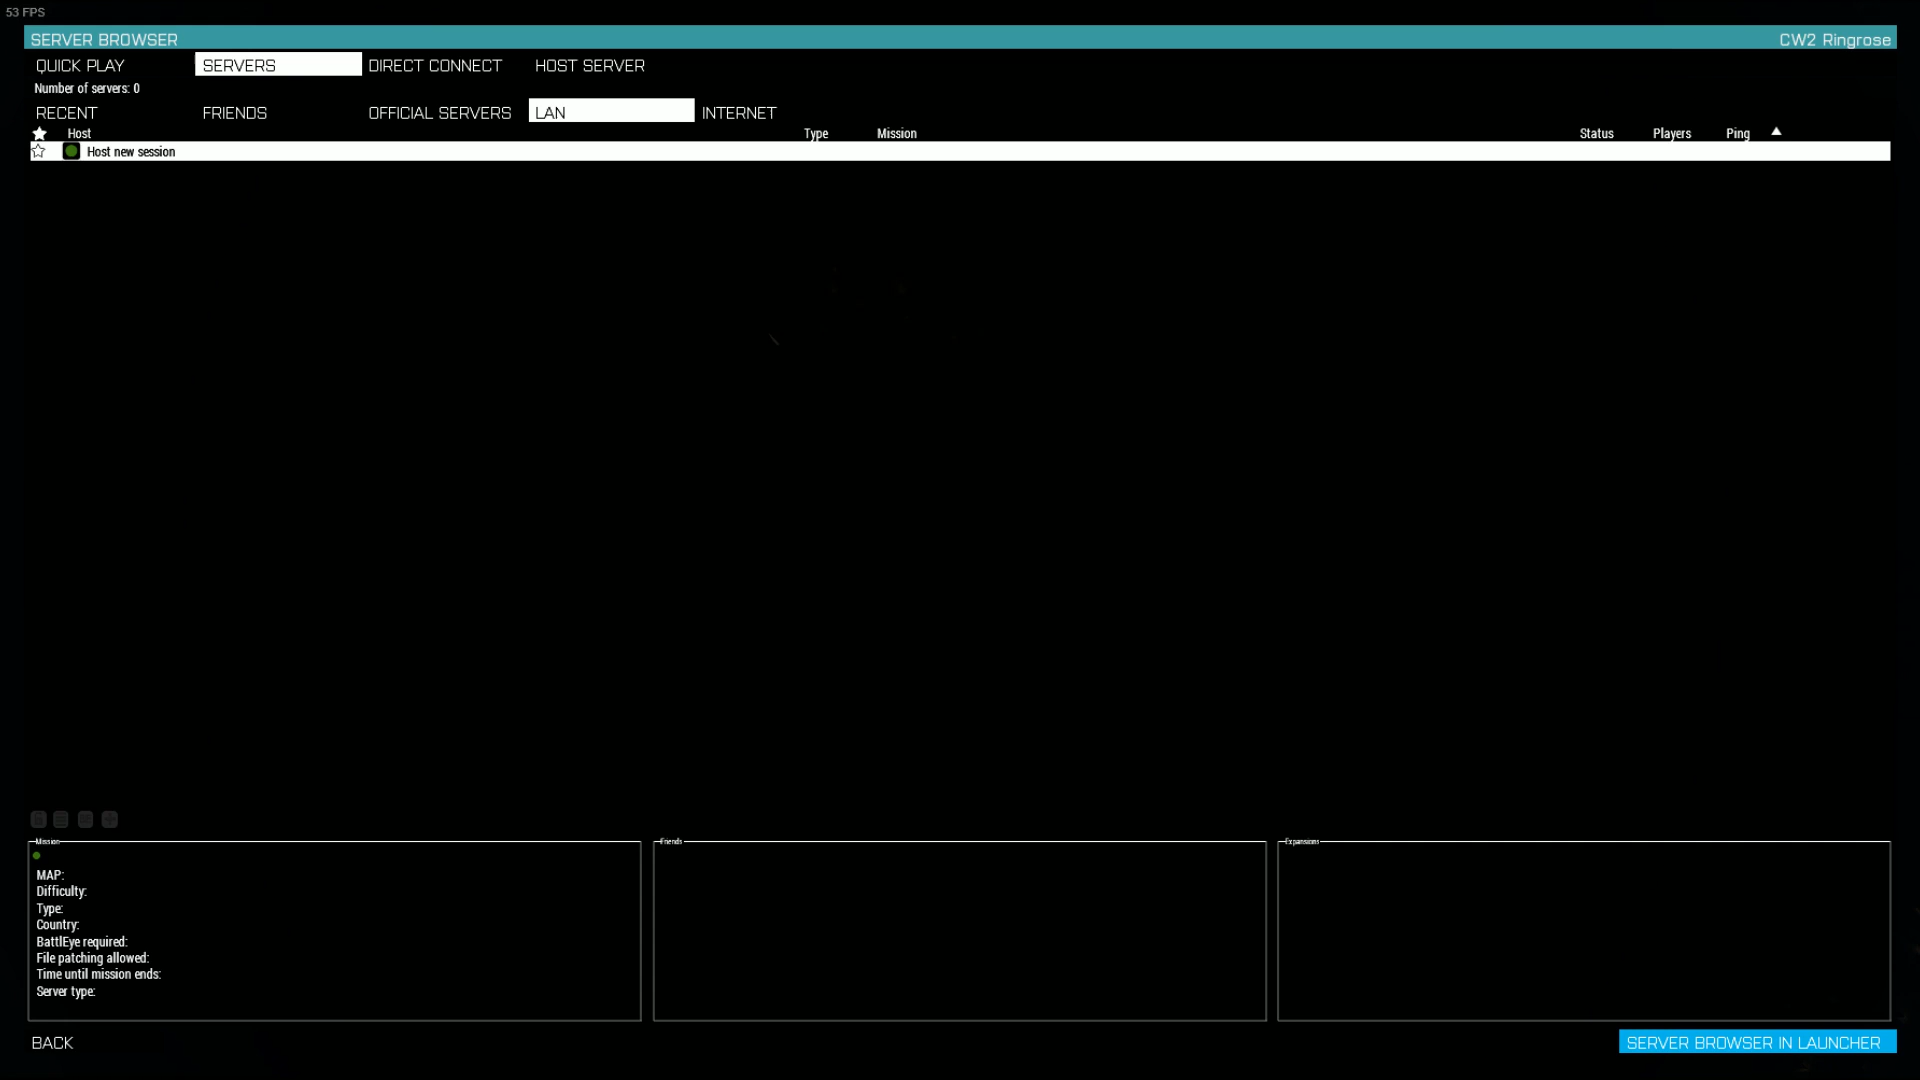 53 FPS
SERVER BROWSER CW2 Ringrose
QUICK PLAY SERVERS DIRECT CONNECT HOST SERVER
Number of servers: 0
RECENT FRIENDS OFFICIAL SERVERS LAN INTERNET
Host Type Mission Status Players Ping
Host new session
Mission Friends Expansions
MAP:
Difficulty:
Type:
Country:
BattlEye required:
File patching allowed:
Time until mission ends:
Server type:
BACK SERVER BROWSER IN LAUNCHER